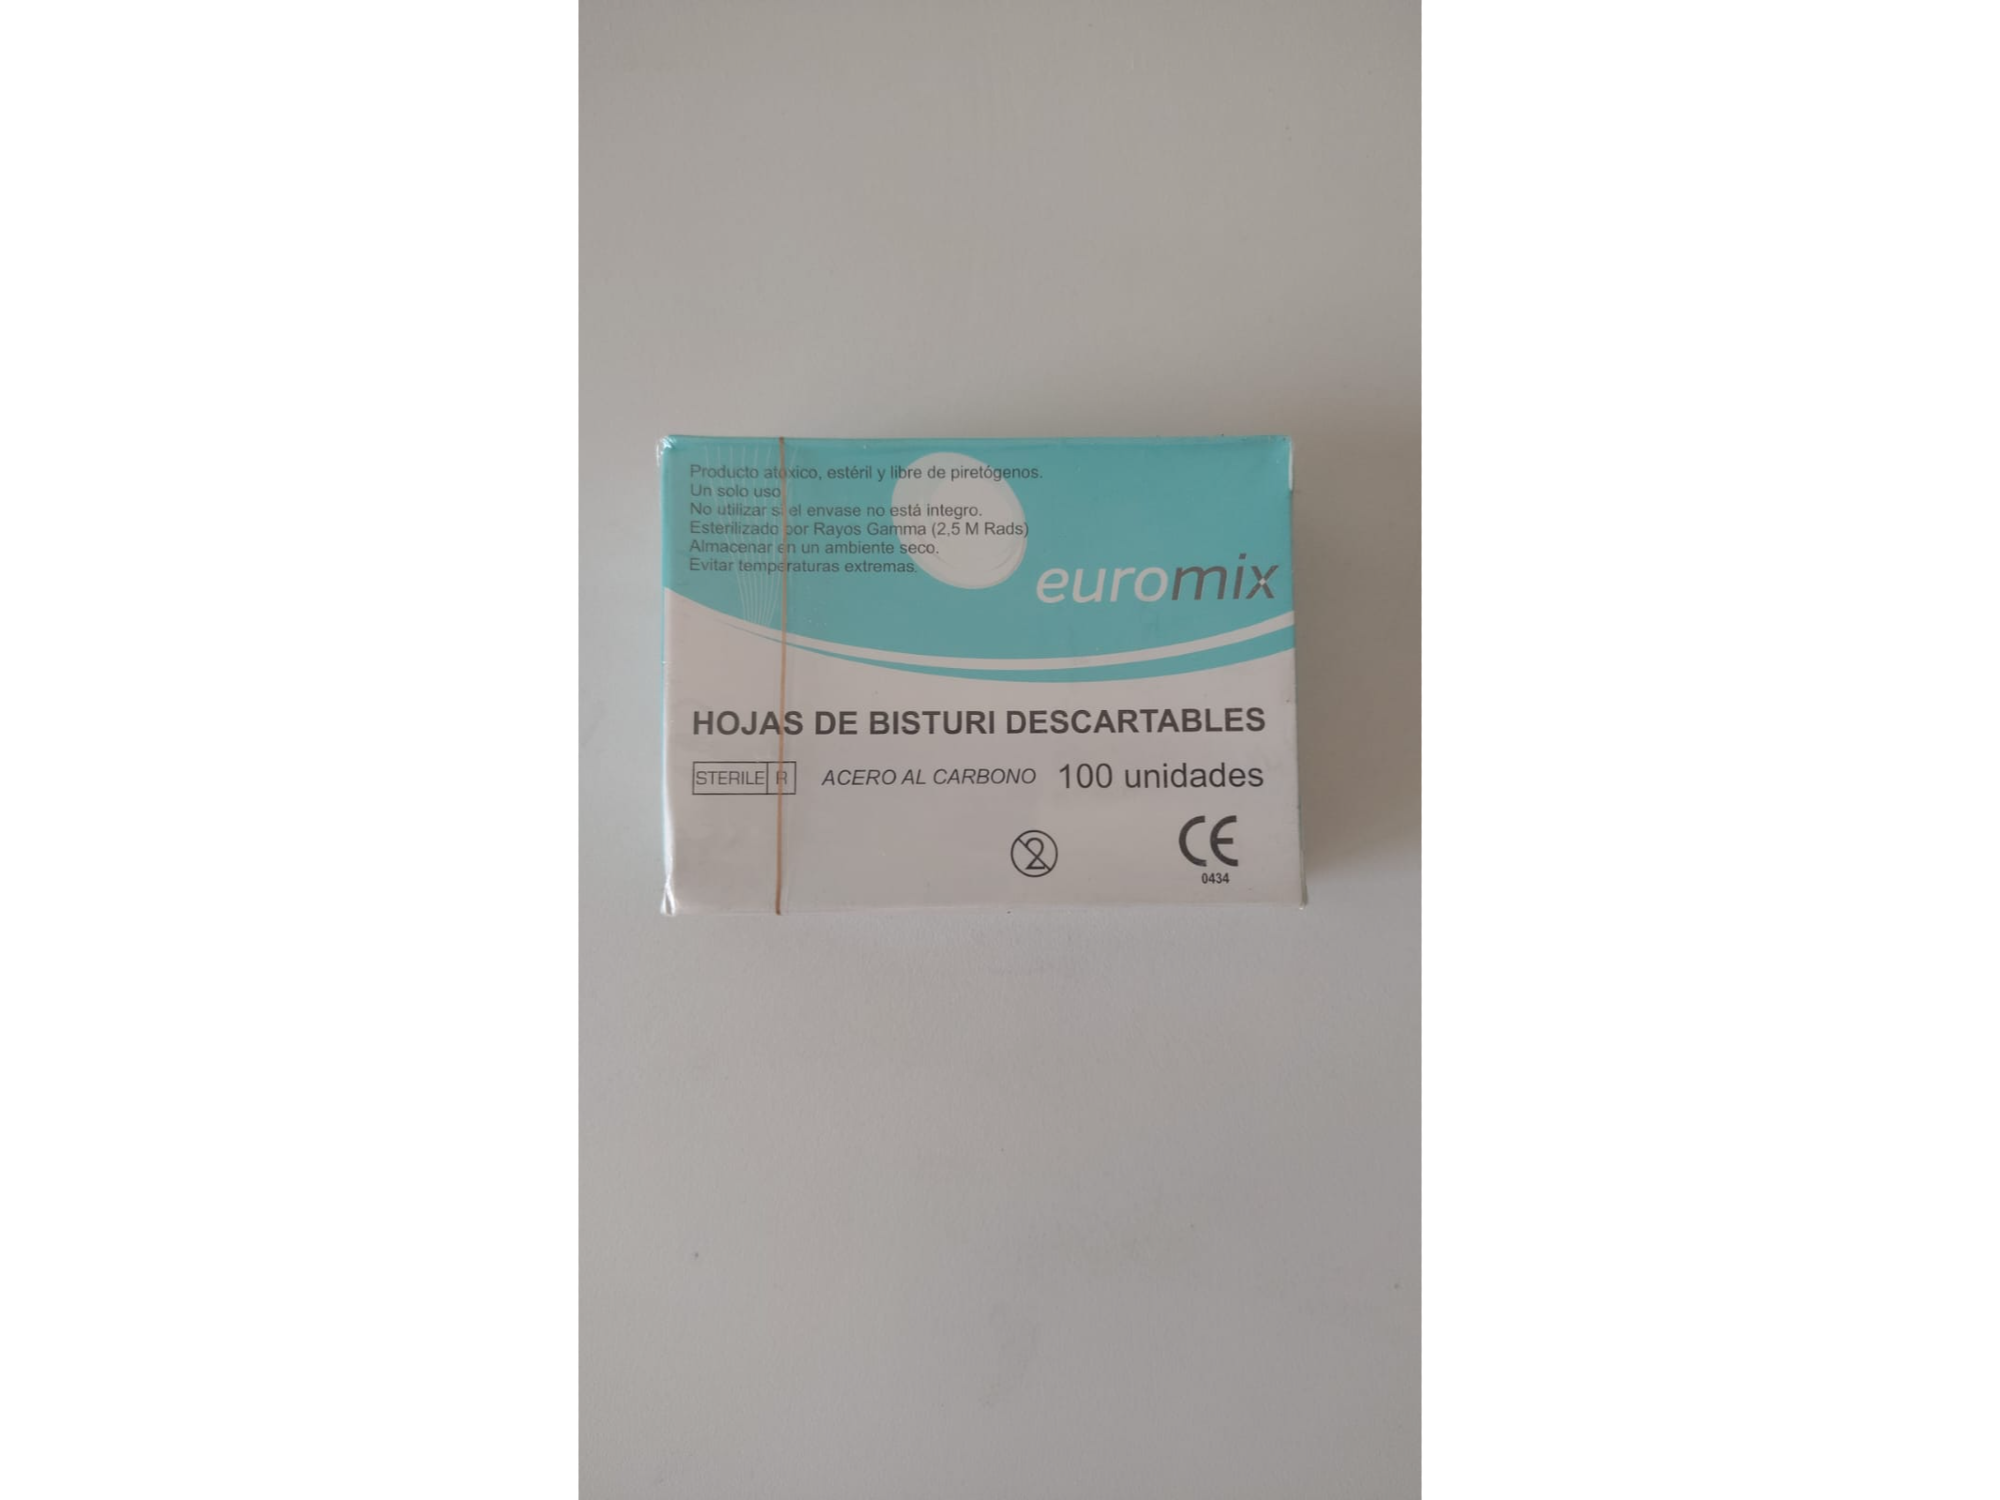 Producto atóxico, estéril y libre de piretógenos.
Un solo uso
No utilizar si el envase no está integro.
Esterilizado por Rayos Gamma (2,5 M Rads)
Almacenar en un ambiente seco.
Evitar temperaturas extremas.
euromix
HOJAS DE BISTURI DESCARTABLES
STERILE R ACERO AL CARBONO 100 unidades
2 CE
0434